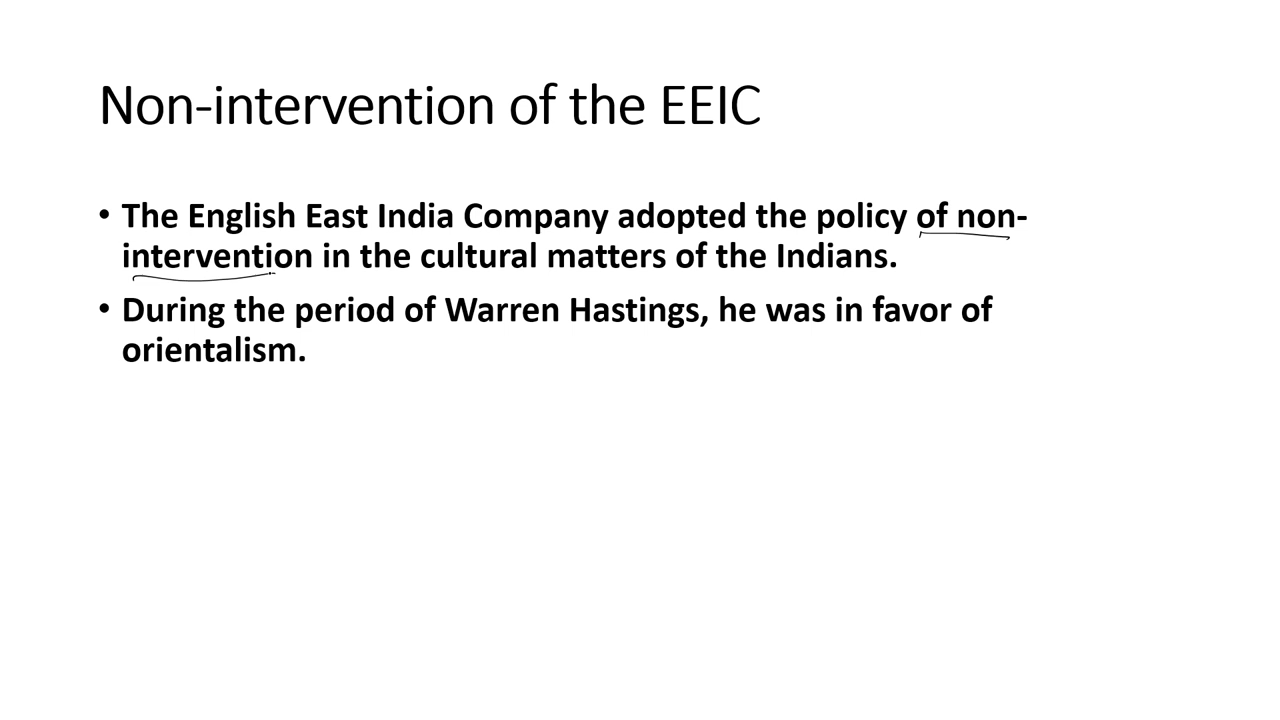 Non-intervention of the EEIC
• The English East India Company adopted the policy of non-
intervention in the cultural matters of the Indians.
• During the period of Warren Hastings, he was in favor of
orientalism.